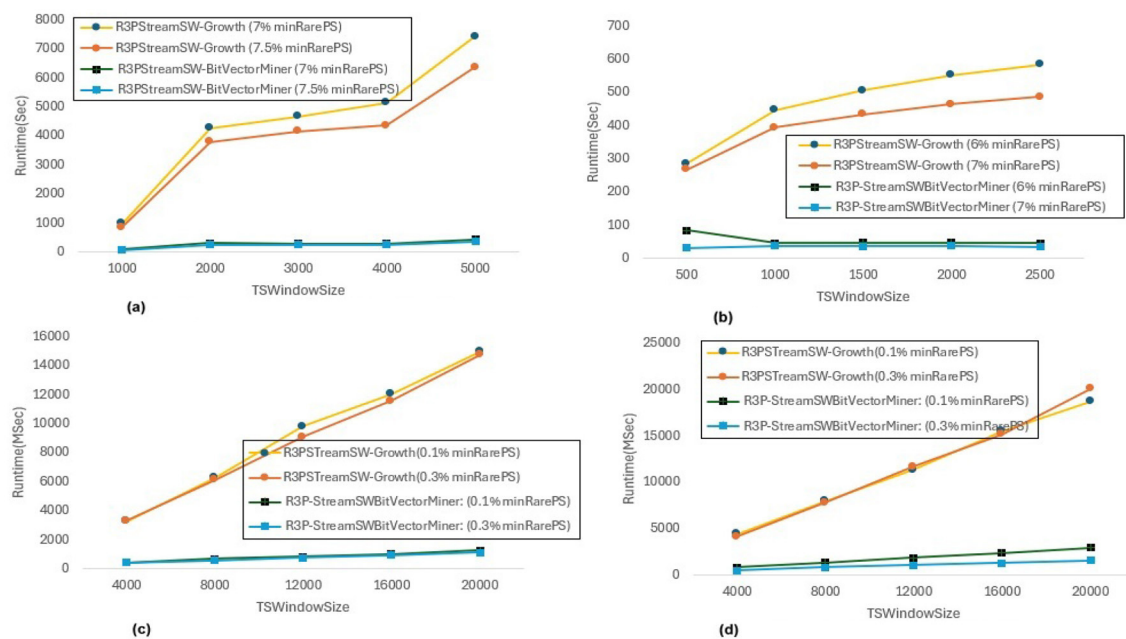 8000
7000
6000
5000
4000
3000
2000
1000
0
Runtime(Sec)
R3PStreamSW-Growth (7% minRarePS)
R3PStreamSW-Growth (7.5% minRarePS)
R3PStreamSW-BitVectorMiner (7% minRarePS)
R3PStreamSW-BitVectorMiner (7.5% minRarePS)
1000 2000 3000 4000 5000
TSWindowSize
(a)
700
600
500
400
300
200
100
0
Runtime(Sec)
R3PStreamSW-Growth (6% minRarePS)
R3PStreamSW-Growth (7% minRarePS)
R3P-StreamSWBitVectorMiner (6% minRarePS)
R3P-StreamSWBitVectorMiner (7% minRarePS)
500 1000 1500 2000 2500
TSWindowSize
(b)
16000
14000
12000
10000
8000
6000
4000
2000
0
Runtime(MSec)
R3PSTreamSW-Growth(0.1% minRarePS)
R3PSTreamSW-Growth(0.3% minRarePS)
R3P-StreamSWBitVectorMiner: (0.1% minRarePS)
R3P-StreamSWBitVectorMiner: (0.3% minRarePS)
4000 8000 12000 16000 20000
TSWindowSize
(c)
25000
20000
15000
10000
5000
0
Runtime(MSec)
R3PSTreamSW-Growth(0.1% minRarePS)
R3PSTreamSW-Growth(0.3% minRarePS)
R3P-StreamSWBitVectorMiner: (0.1% minRarePS)
R3P-StreamSWBitVectorMiner: (0.3% minRarePS)
4000 8000 12000 16000 20000
TSWindowSize
(d)